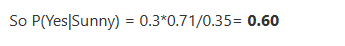 So P(Yes|Sunny) = 0.3*0.71/0.35= 0.60